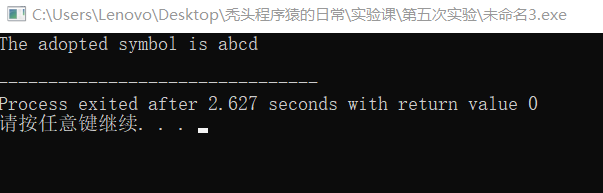 C:\Users\Lenovo\Desktop\秃头程序猿的日常\实验课\第五次实验\未命名3.exe
The adopted symbol is abcd
--------------------------------
Process exited after 2.627 seconds with return value 0
请按任意键继续. . .